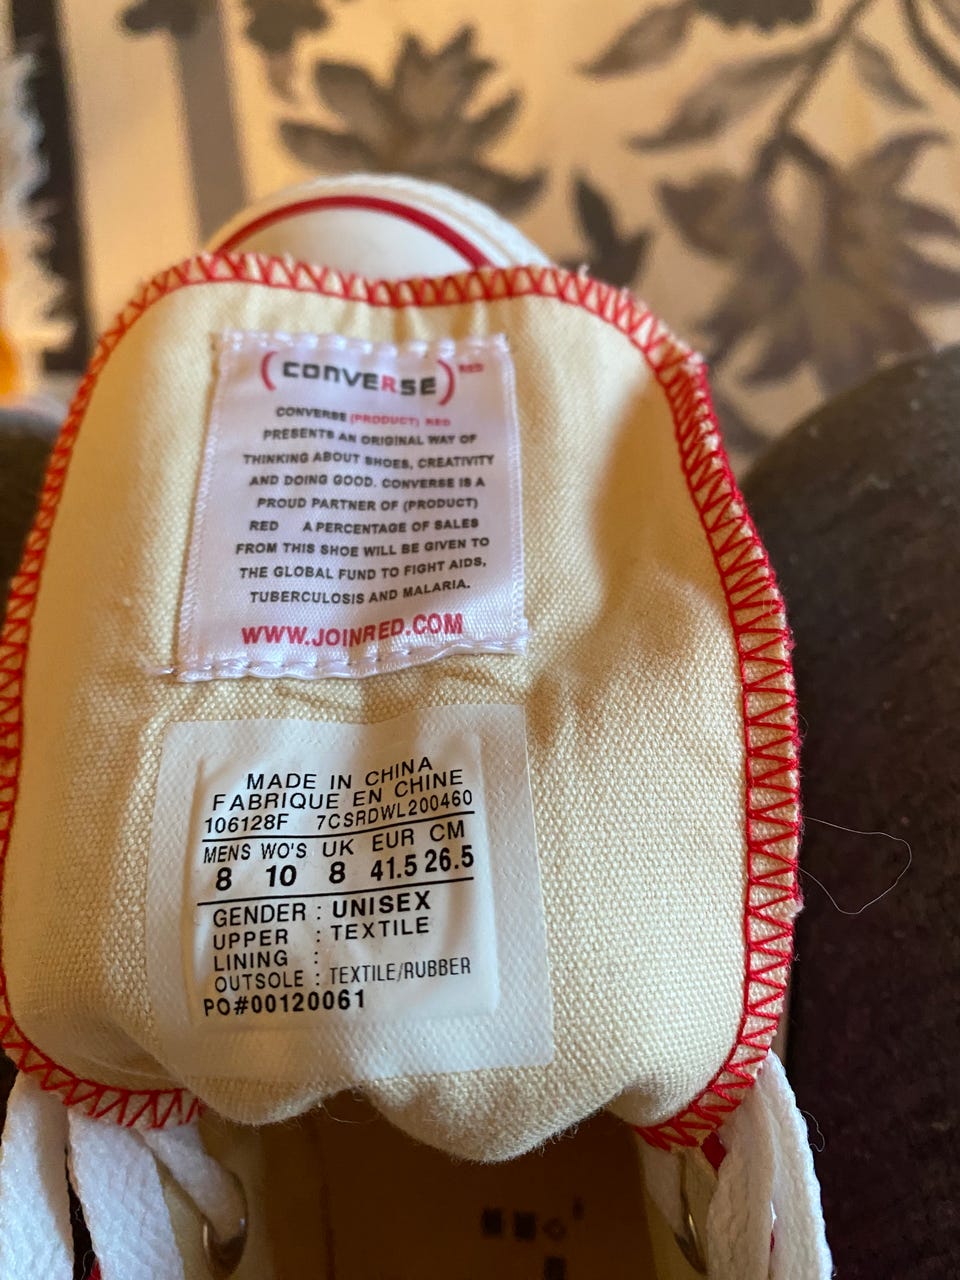 (CONVERSE) RED
CONVERSE (PRODUCT) RED
PRESENTS AN ORIGINAL WAY OF
THINKING ABOUT SHOES, CREATIVITY
AND DOING GOOD. CONVERSE IS A
PROUD PARTNER OF (PRODUCT)
RED A PERCENTAGE OF SALES
FROM THIS SHOE WILL BE GIVEN TO
THE GLOBAL FUND TO FIGHT AIDS,
TUBERCULOSIS AND MALARIA.
WWW.JOINRED.COM
MADE IN CHINA
FABRIQUE EN CHINE
106128F 7CSRDWL200460
MENS WO'S UK EUR CM
8 10 8 41.5 26.5
GENDER : UNISEX
UPPER : TEXTILE
LINING :
OUTSOLE : TEXTILE/RUBBER
PO#00120061